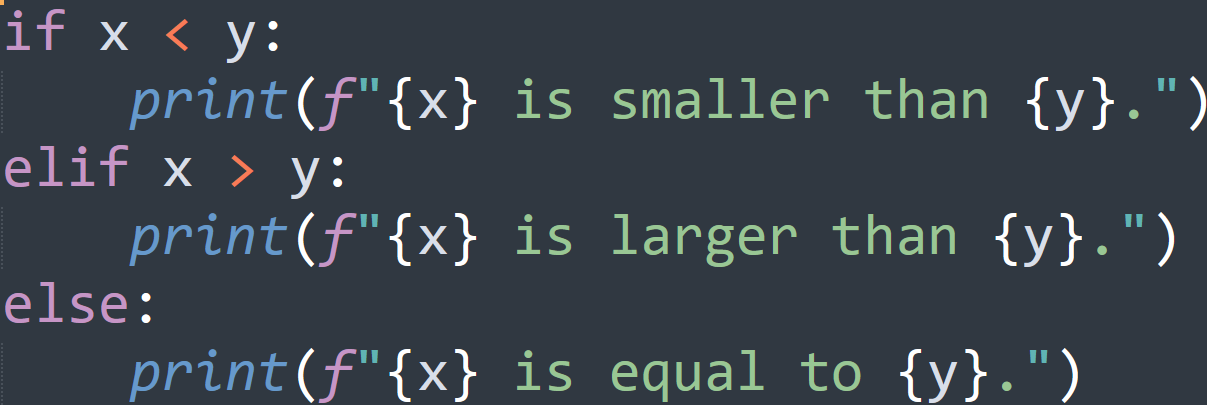 if x < y:
    print(f"{x} is smaller than {y}.")
elif x > y:
    print(f"{x} is larger than {y}.")
else:
    print(f"{x} is equal to {y}.")